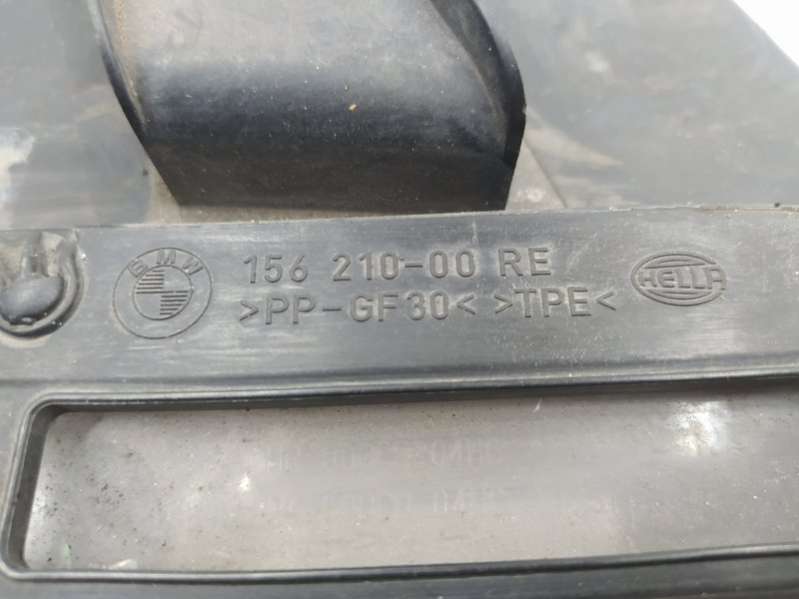 BMW
156 210-00 RE
>PP-GF30< >TPE<
HELLA